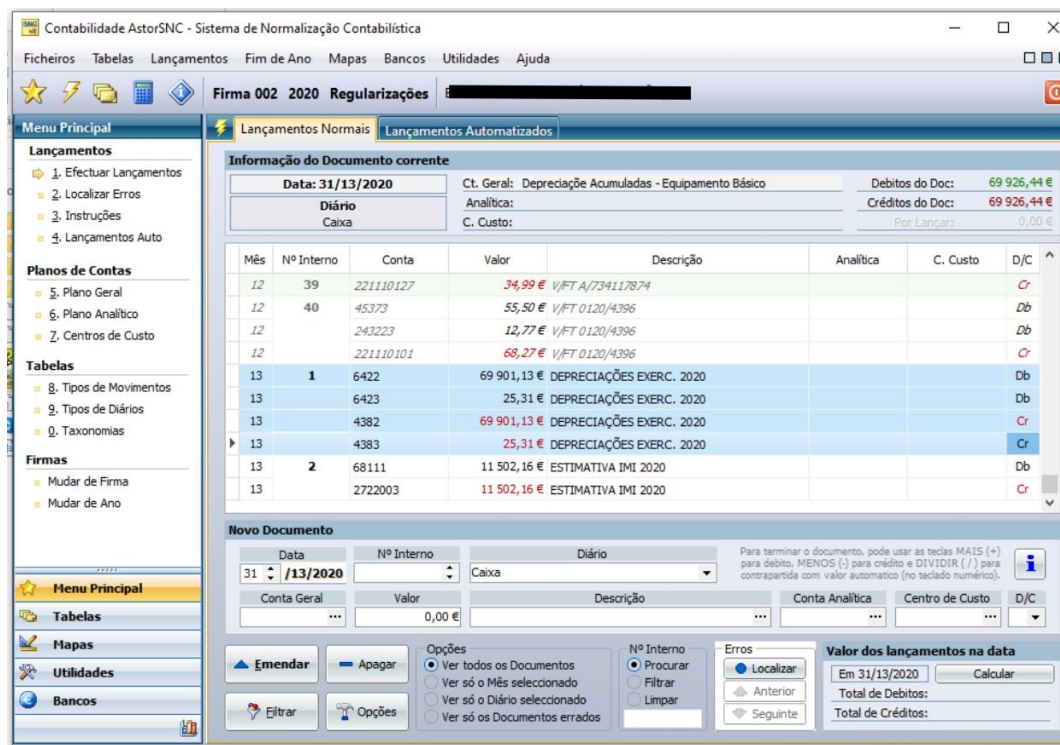 Contabilidade AstorSNC - Sistema de Normalização Contabilística
Ficheiros Tabelas Lançamentos Fim de Ano Mapas Bancos Utilidades Ajuda
Firma 002 2020 Regularizações
Menu Principal
Lançamentos
1. Efectuar Lançamentos
2. Localizar Erros
3. Instruções
4. Lançamentos Auto
Planos de Contas
5. Plano Geral
6. Plano Analítico
7. Centros de Custo
Tabelas
8. Tipos de Movimentos
9. Tipos de Diários
0. Taxonomias
Firmas
Mudar de Firma
Mudar de Ano
Menu Principal
Tabelas
Mapas
Utilidades
Bancos
Lançamentos Normais Lançamentos Automatizados
Informação do Documento corrente
Data: 31/13/2020 Ct. Geral: Depreciaçõe Acumuladas - Equipamento Básico Debitos do Doc: 69 926,44 €
Diário Analítica: Créditos do Doc: 69 926,44 €
Caixa C. Custo: Por Lançar: 0,00 €
Mês Nº Interno Conta Valor Descrição Analítica C. Custo D/C
12 39 221110127 34,99 € V/FT A/734117874 Cr
12 40 45373 55,50 € V/FT 0120/4396 Db
12 243223 12,77 € V/FT 0120/4396 Db
12 221110101 68,27 € V/FT 0120/4396 Cr
13 1 6422 69 901,13 € DEPRECIAÇÕES EXERC. 2020 Db
13 6423 25,31 € DEPRECIAÇÕES EXERC. 2020 Db
13 4382 69 901,13 € DEPRECIAÇÕES EXERC. 2020 Cr
13 4383 25,31 € DEPRECIAÇÕES EXERC. 2020 Cr
13 2 68111 11 502,16 € ESTIMATIVA IMI 2020 Db
13 2722003 11 502,16 € ESTIMATIVA IMI 2020 Cr
Novo Documento
Data Nº Interno Diário
31 /13/2020 Caixa
Para terminar o documento, pode usar as teclas MAIS (+)
para debito, MENOS (-) para crédito e DIVIDIR ( / ) para
contrapartida com valor automatico (no teclado numérico).
Conta Geral Valor Descrição Conta Analítica Centro de Custo D/C
0,00 €
Emendar Apagar
Filtrar Opções
Opções
Ver todos os Documentos
Ver só o Mês seleccionado
Ver só o Diário seleccionado
Ver só os Documentos errados
Nº Interno
Procurar
Filtrar
Limpar
Erros
Localizar
Anterior
Seguinte
Valor dos lançamentos na data
Em 31/13/2020 Calcular
Total de Debitos:
Total de Créditos: